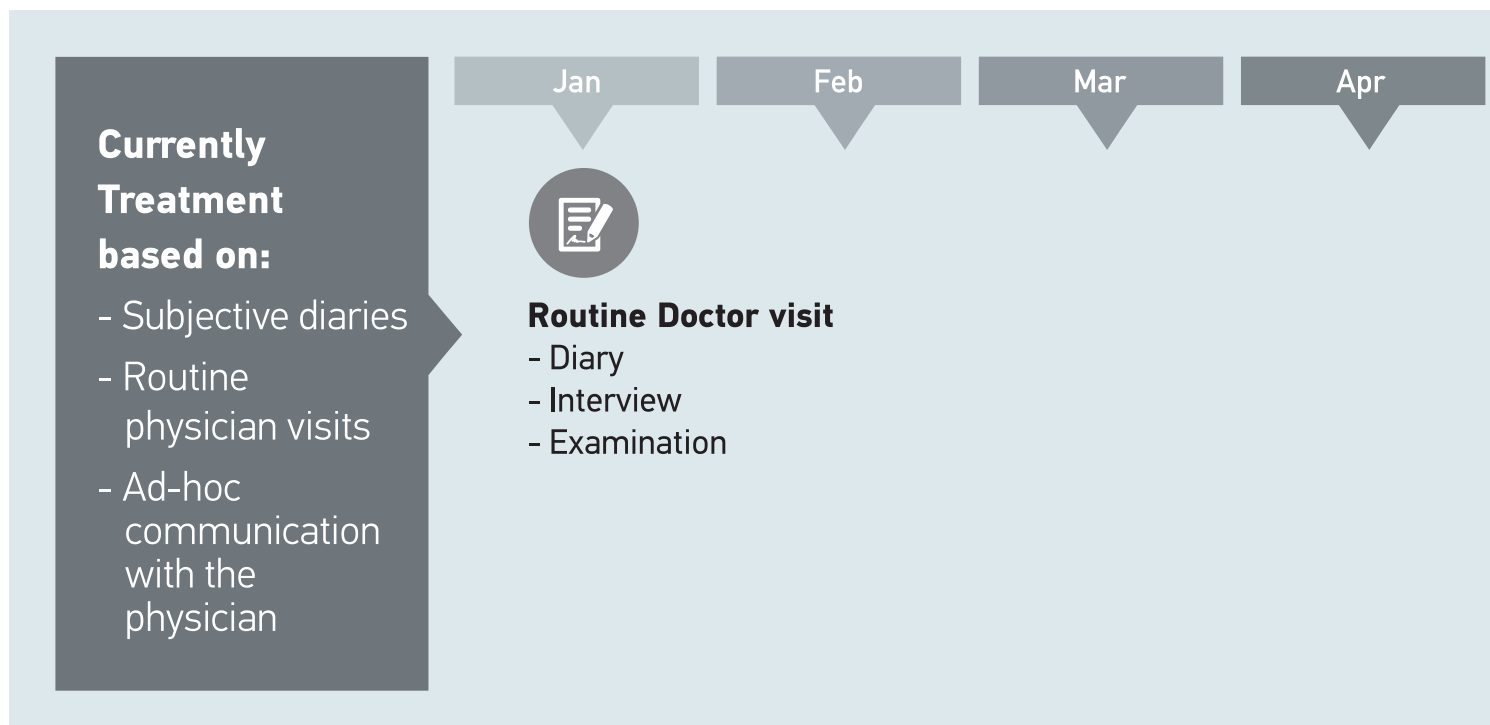 Currently
Treatment
based on:
- Subjective diaries
- Routine
physician visits
- Ad-hoc
communication
with the
physician
Jan
Feb
Mar
Apr
Routine Doctor visit
- Diary
- Interview
- Examination